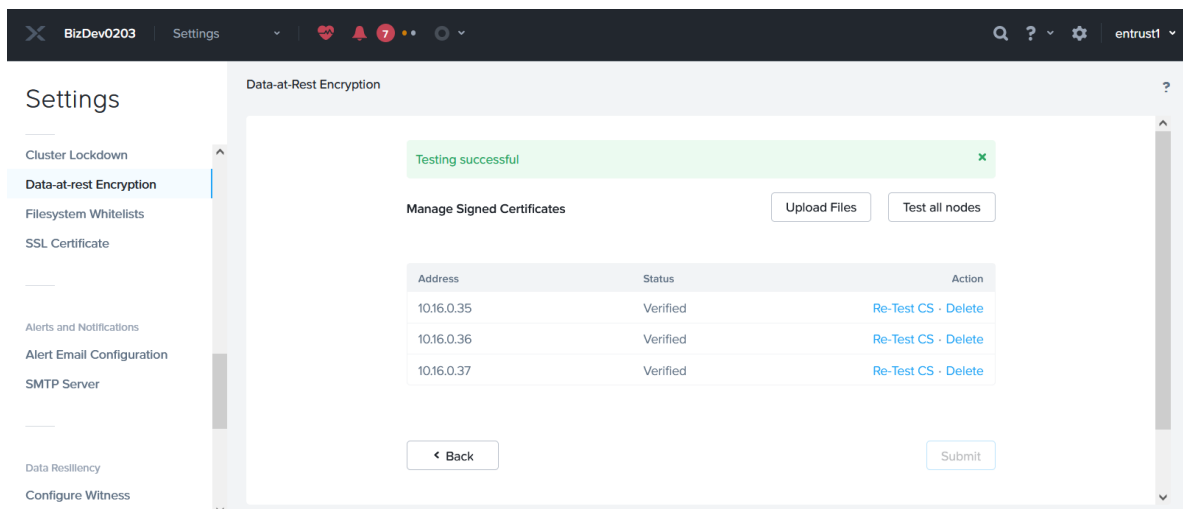 BizDev0203 Settings 7 ? entrust1
Settings
Cluster Lockdown
Data-at-rest Encryption
Filesystem Whitelists
SSL Certificate
Alerts and Notifications
Alert Email Configuration
SMTP Server
Data Resiliency
Configure Witness
Data-at-Rest Encryption ?
Testing successful ×
Manage Signed Certificates Upload Files Test all nodes
Address Status Action
10.16.0.35 Verified Re-Test CS · Delete
10.16.0.36 Verified Re-Test CS · Delete
10.16.0.37 Verified Re-Test CS · Delete
Back Submit